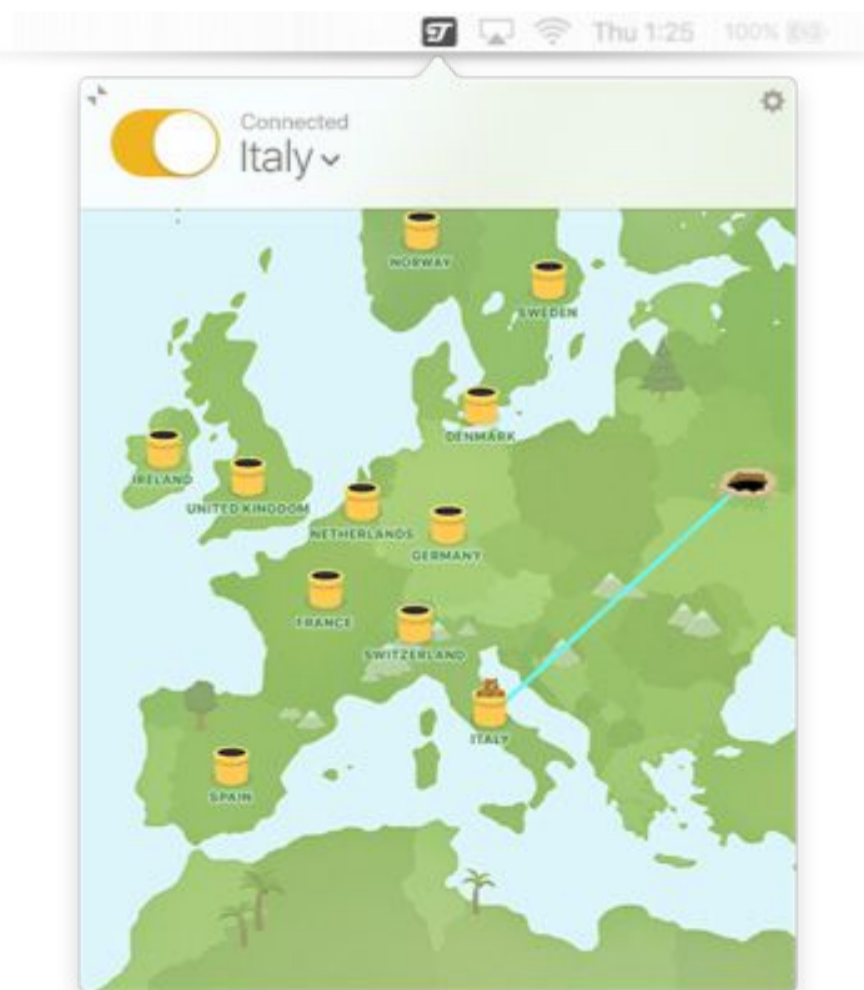 Thu 1:25 100%
Connected
Italy
NORWAY
SWEDEN
DENMARK
IRELAND
UNITED KINGDOM
NETHERLANDS
GERMANY
FRANCE
SWITZERLAND
ITALY
SPAIN